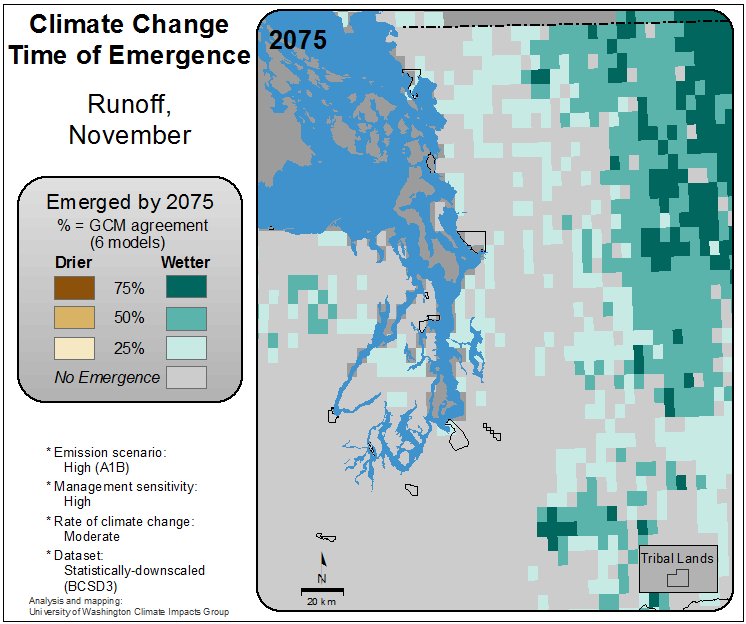 Climate Change
Time of Emergence
Runoff,
November
Emerged by 2075
% = GCM agreement
(6 models)
Drier Wetter
75%
50%
25%
No Emergence
* Emission scenario:
High (A1B)
* Management sensitivity:
High
* Rate of climate change:
Moderate
* Dataset:
Statistically-downscaled
(BCSD3)
Analysis and mapping:
University of Washington Climate Impacts Group
2075
N
20 km
Tribal Lands